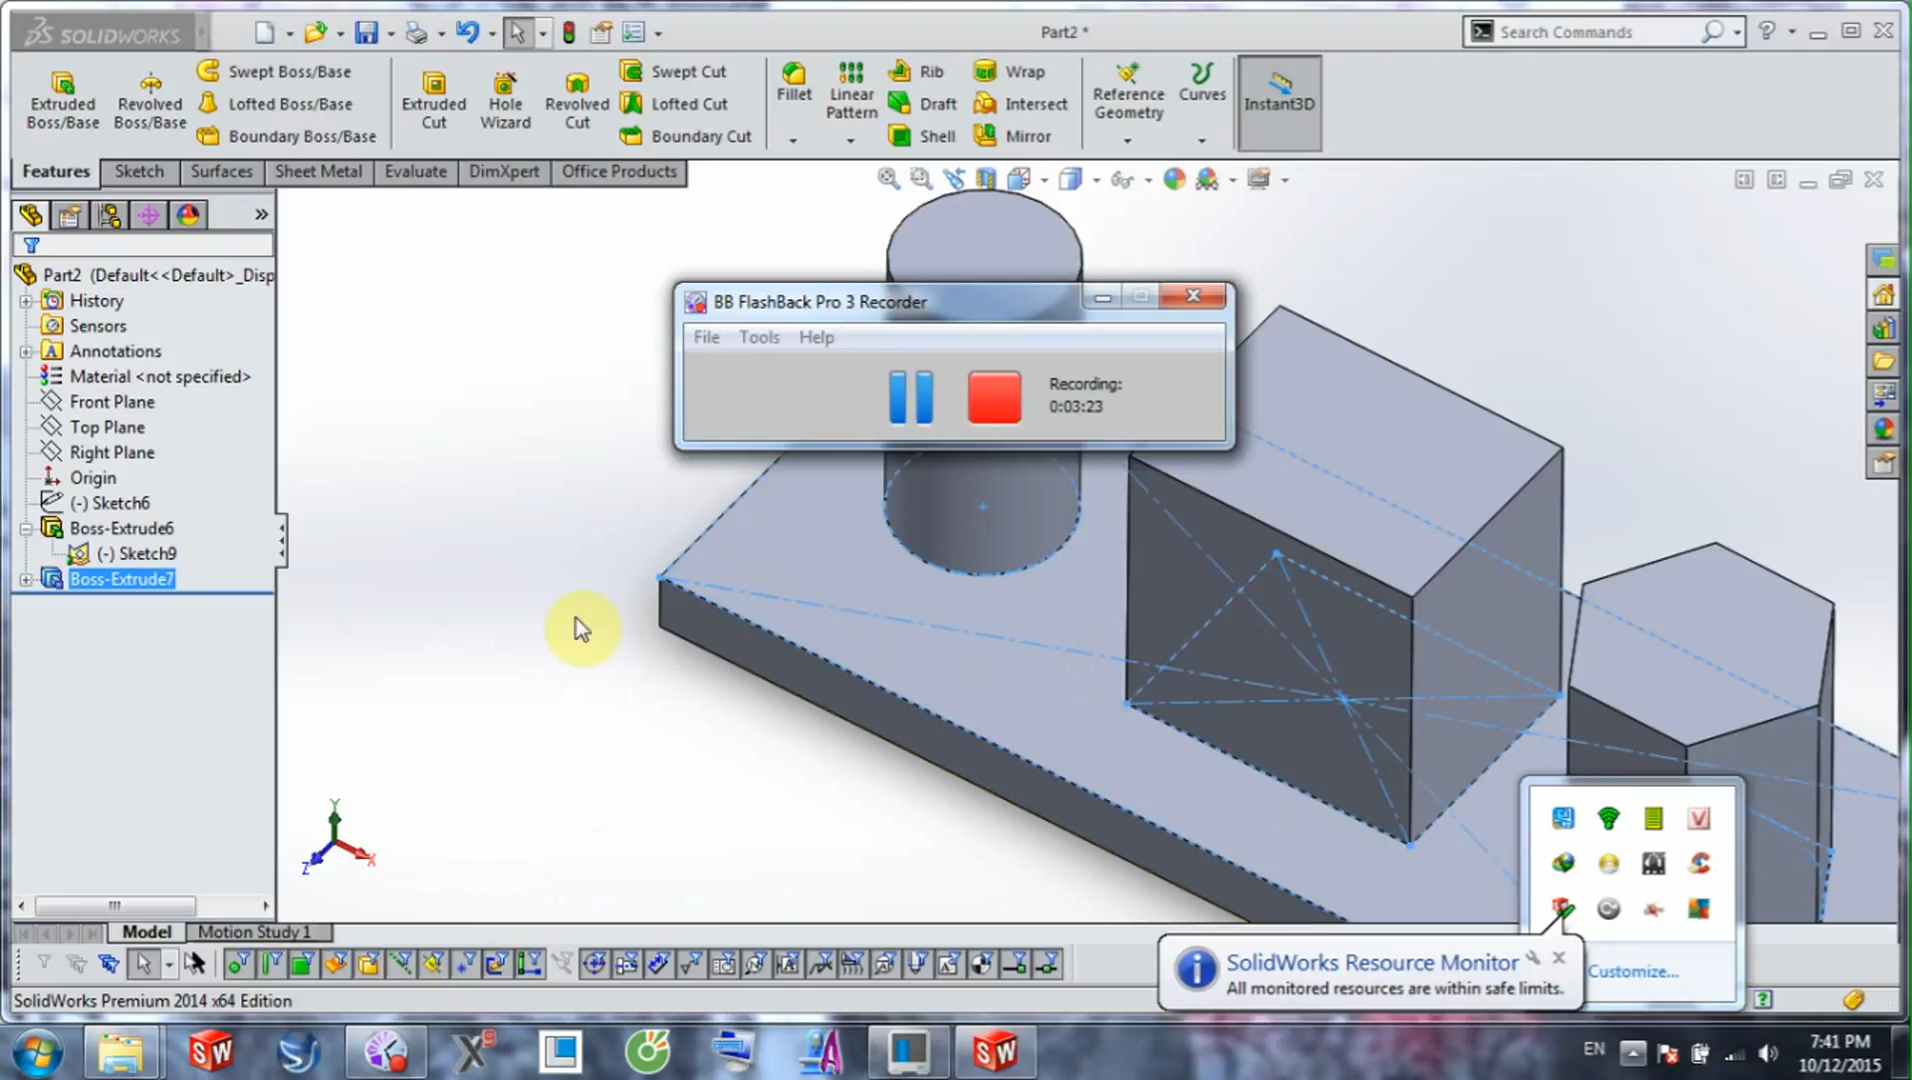 SOLIDWORKS
Part2 *
Search Commands
Extruded Boss/Base
Revolved Boss/Base
Swept Boss/Base
Lofted Boss/Base
Boundary Boss/Base
Extruded Cut
Hole Wizard
Revolved Cut
Swept Cut
Lofted Cut
Boundary Cut
Fillet
Linear Pattern
Rib
Draft
Shell
Wrap
Intersect
Mirror
Reference Geometry
Curves
Instant3D
Features
Sketch
Surfaces
Sheet Metal
Evaluate
DimXpert
Office Products
Part2 (Default<<Default>_Disp
History
Sensors
Annotations
Material <not specified>
Front Plane
Top Plane
Right Plane
Origin
(-) Sketch6
Boss-Extrude6
(-) Sketch9
Boss-Extrude7
BB FlashBack Pro 3 Recorder
File Tools Help
Recording:
0:03:23
Y
Z
X
Model
Motion Study 1
SolidWorks Resource Monitor
All monitored resources are within safe limits.
Customize...
SolidWorks Premium 2014 x64 Edition
EN
7:41 PM
10/12/2015